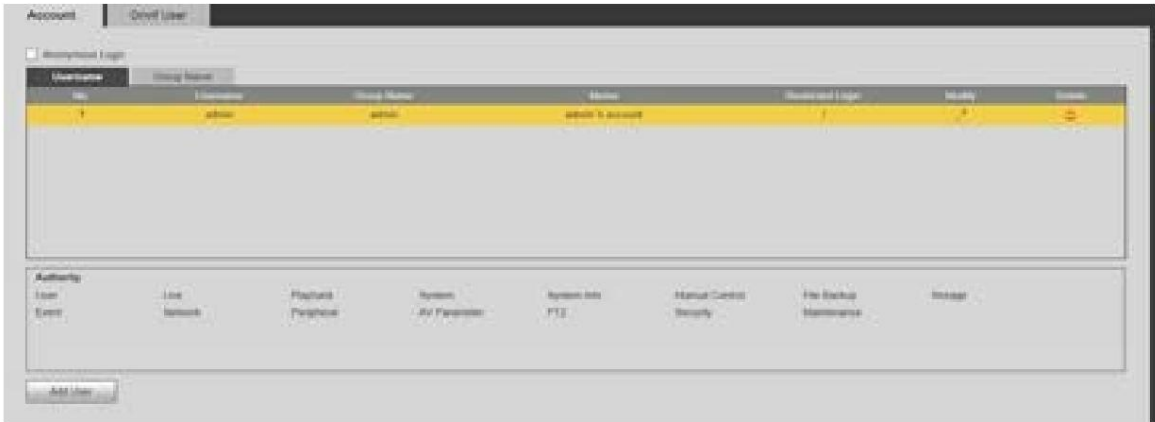 Account Onvif User
Anonymous Login
Username Group Name
No. Username Group Name Memo Restricted Login Modify Delete
1 admin admin admin 's account /
Authority
User Live Playback System System Info Manual Control File Backup Storage
Event Network Peripheral AV Parameter PTZ Security Maintenance
Add User